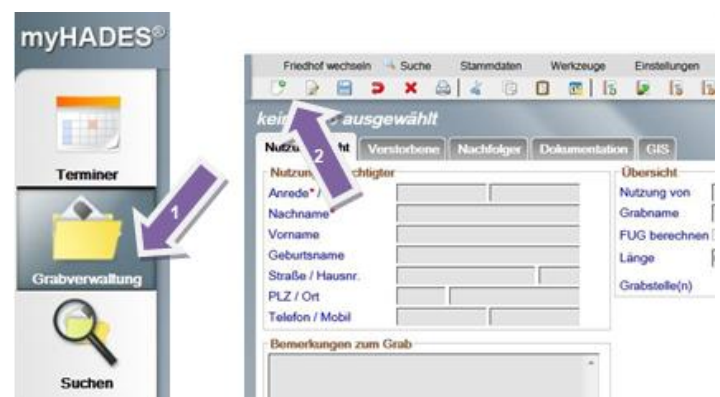 myHADES®
Terminer
1
Grabverwaltung
Suchen
Friedhof wechseln Suche Stammdaten Werkzeuge Einstellungen
ausgewählt
2
Verstorbene Nachfolger Dokumentation GIS
Anrede* /
Nachname*
Vorname
Geburtsname
Straße / Hausnr.
PLZ / Ort
Telefon / Mobil
Bemerkungen zum Grab
Übersicht
Nutzung von
Grabname
FUG berechnen
Länge
Grabstelle(n)